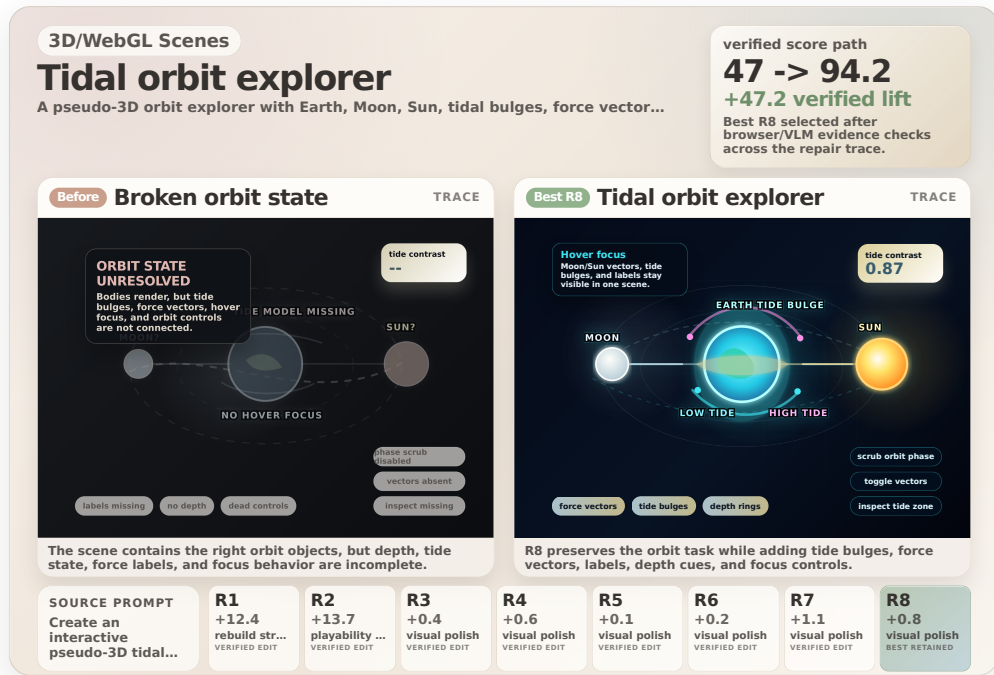 3D/WebGL Scenes
Tidal orbit explorer
A pseudo-3D orbit explorer with Earth, Moon, Sun, tidal bulges, force vector...
verified score path
47 -> 94.2
+47.2 verified lift
Best R8 selected after
browser/VLM evidence checks
across the repair trace.
Before
Broken orbit state
TRACE
ORBIT STATE
UNRESOLVED
Bodies render, but tide
bulges, force vectors, hover
focus, and orbit controls
are not connected.
tide contrast
--
MODEL MISSING
MOON?
SUN?
NO HOVER FOCUS
phase scrub
disabled
vectors absent
inspect missing
labels missing
no depth
dead controls
The scene contains the right orbit objects, but depth, tide
state, force labels, and focus behavior are incomplete.
Best R8
Tidal orbit explorer
TRACE
Hover focus
Moon/Sun vectors, tide
bulges, and labels stay
visible in one scene.
tide contrast
0.87
EARTH TIDE BULGE
MOON
SUN
LOW TIDE
HIGH TIDE
scrub orbit phase
toggle vectors
inspect tide zone
force vectors
tide bulges
depth rings
R8 preserves the orbit task while adding tide bulges, force
vectors, labels, depth cues, and focus controls.
SOURCE PROMPT
Create an
interactive
pseudo-3D tidal...
R1
+12.4
rebuild str...
VERIFIED EDIT
R2
+13.7
playability ...
VERIFIED EDIT
R3
+0.4
visual polish
VERIFIED EDIT
R4
+0.6
visual polish
VERIFIED EDIT
R5
+0.1
visual polish
VERIFIED EDIT
R6
+0.2
visual polish
VERIFIED EDIT
R7
+1.1
visual polish
VERIFIED EDIT
R8
+0.8
visual polish
BEST RETAINED